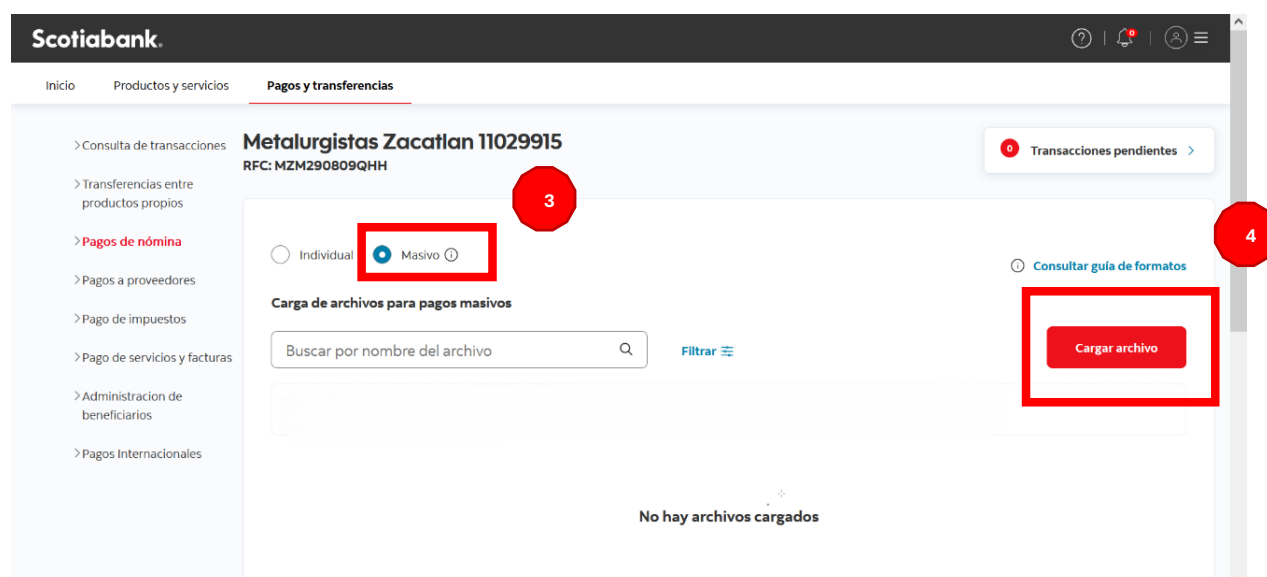 Scotiabank.
Inicio Productos y servicios Pagos y transferencias
>Consulta de transacciones
>Transferencias entre
productos propios
>Pagos de nómina
>Pagos a proveedores
>Pago de impuestos
>Pago de servicios y facturas
>Administracion de
beneficiarios
>Pagos Internacionales
Metalurgistas Zacatlan 11029915
RFC: MZM290809QHH
0 Transacciones pendientes >
3
Individual Masivo
4
Consultar guía de formatos
Carga de archivos para pagos masivos
Buscar por nombre del archivo
Filtrar
Cargar archivo
No hay archivos cargados